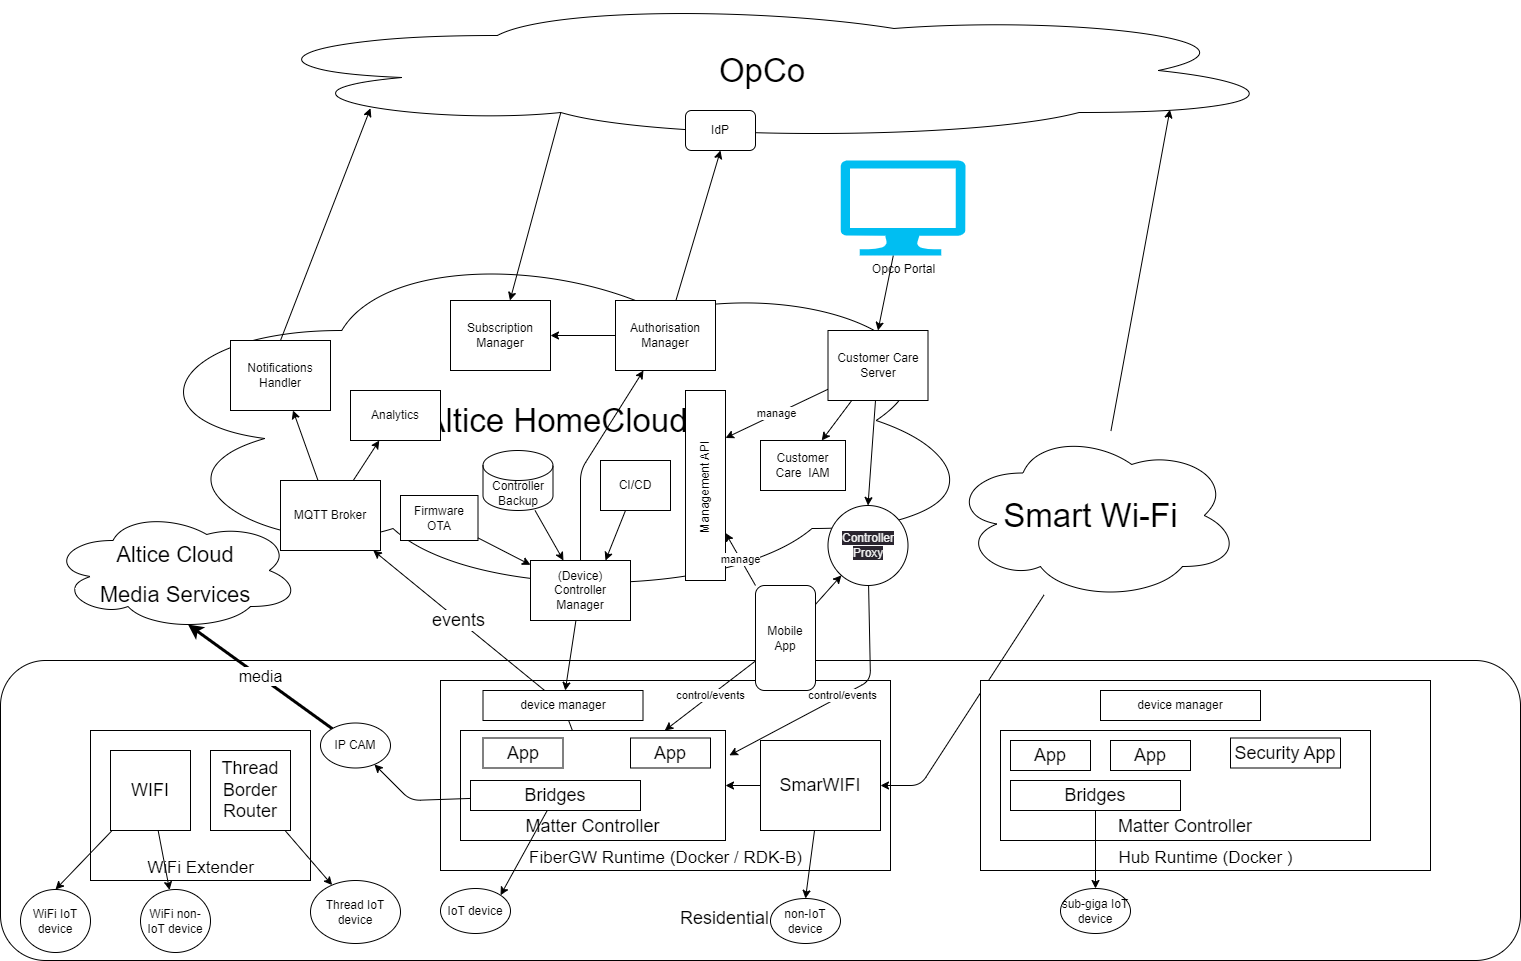 OpCo
IdP
Opco Portal
Subscription
Manager
Authorisation
Manager
Customer Care
Server
Notifications
Handler
Analytics
Altice HomeCloud
manage
Management API
Customer
Care IAM
Controller
Backup
CI/CD
MQTT Broker
Firmware
OTA
Smart Wi-Fi
Controller
Proxy
Altice Cloud
Media Services
(Device)
Controller
Manager
manage
events
Mobile
App
media
control/events
control/events
device manager
device manager
IP CAM
App
App
App
App
Security App
WIFI
Thread
Border
Router
Bridges
SmarWIFI
Bridges
Matter Controller
Matter Controller
WiFi Extender
FiberGW Runtime (Docker / RDK-B)
Hub Runtime (Docker )
WiFi IoT
device
WiFi non-
IoT device
Thread IoT
device
IoT device
Residential
non-IoT
device
sub-giga IoT
device